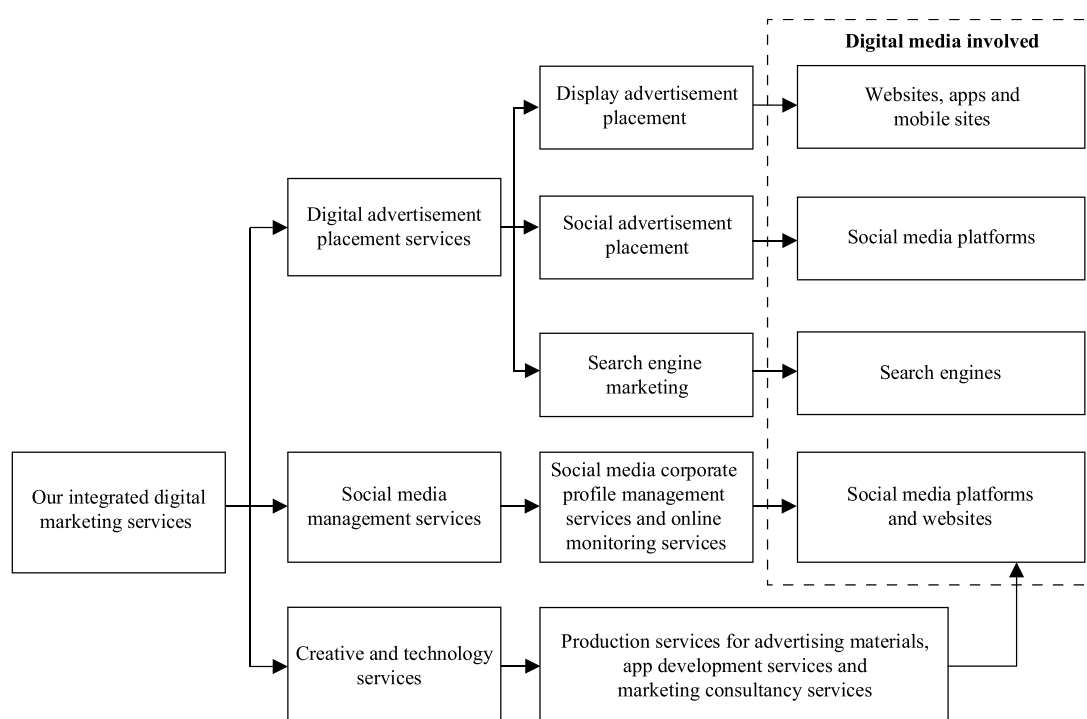 Digital media involved
Display advertisement
placement
Websites, apps and
mobile sites
Digital advertisement
placement services
Social advertisement
placement
Social media platforms
Search engine
marketing
Search engines
Our integrated digital
marketing services
Social media
management services
Social media corporate
profile management
services and online
monitoring services
Social media platforms
and websites
Creative and technology
services
Production services for advertising materials,
app development services and
marketing consultancy services